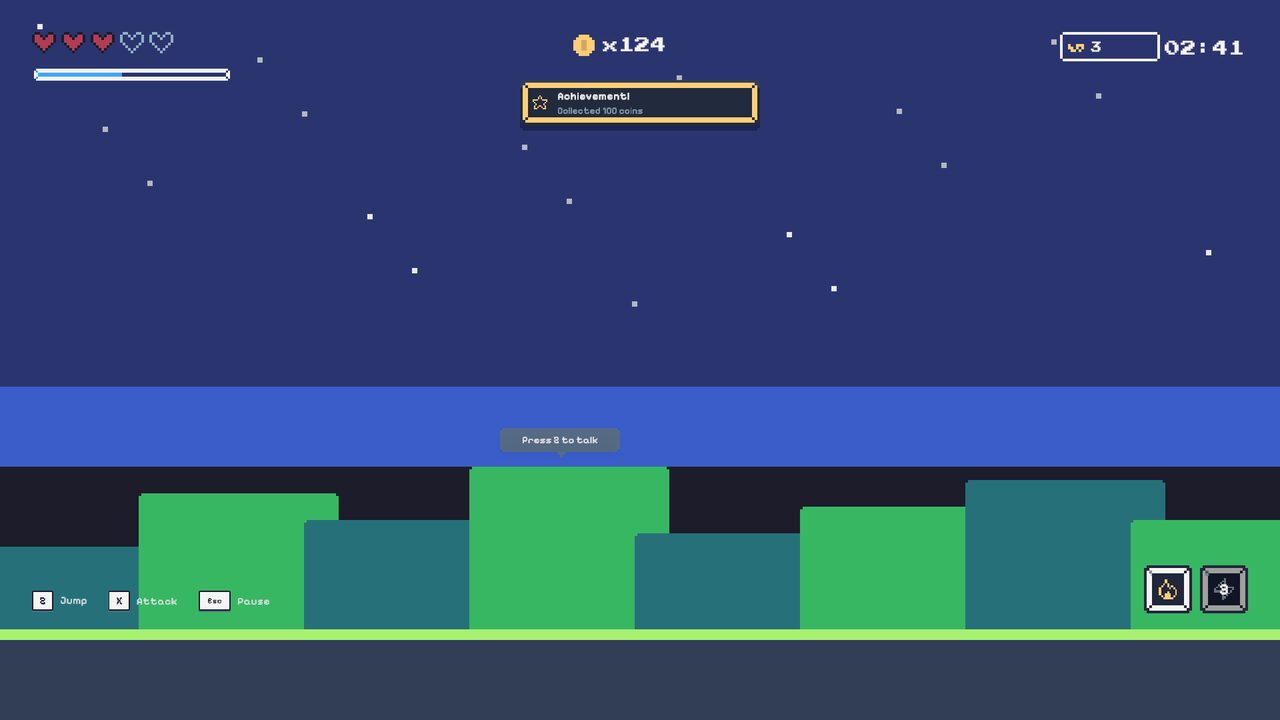 x124
3
02:41
Achievement!
Collected 100 coins
Press Z to talk
Z Jump X Attack Esc Pause